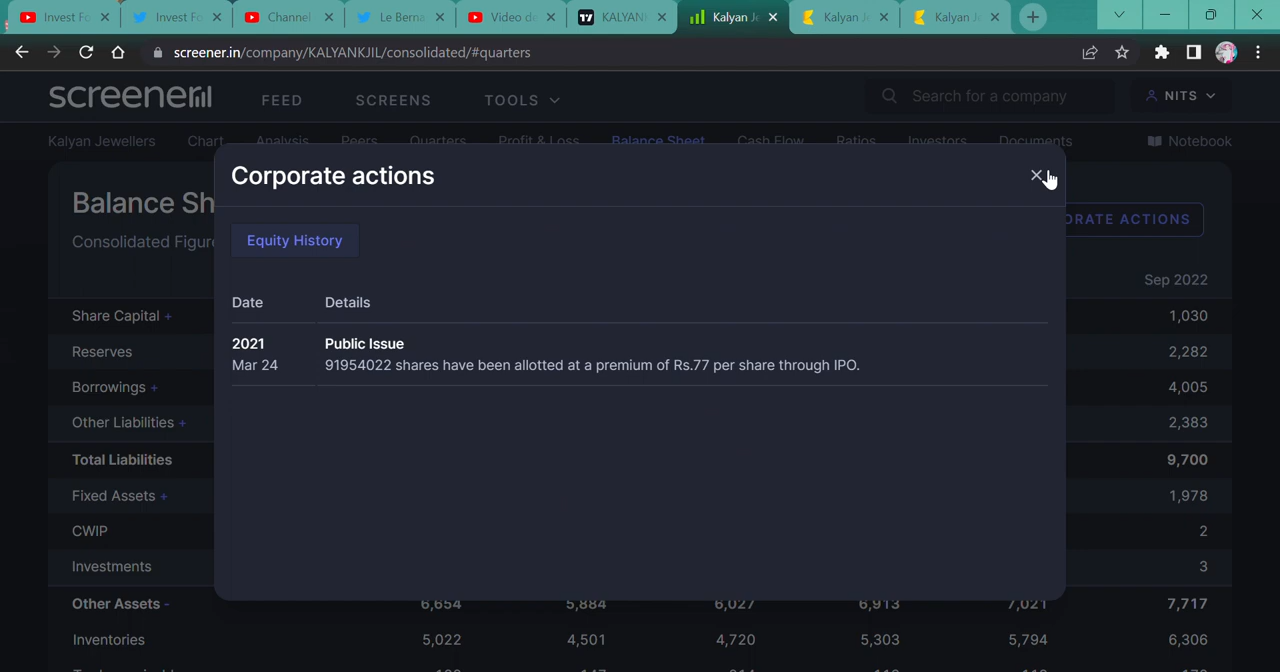 Invest Fo
Invest Fo
Channel
Le Berna
Video de
KALYAN
Kalyan Je
Kalyan J
Kalyan J
screener.in/company/KALYANKJIL/consolidated/#quarters
screener
FEED
SCREENS
TOOLS
Search for a company
NITS
Kalyan Jewellers
Chart
Analysis
Peers
Quarters
Profit & Loss
Balance Sheet
Cash Flow
Ratios
Investors
Documents
Notebook
Corporate actions
Balance Sh
ORATE ACTIONS
Consolidated Figure
Equity History
Sep 2022
Date Details
Share Capital + 1,030
2021 Public Issue
Mar 24 91954022 shares have been allotted at a premium of Rs.77 per share through IPO.
Reserves 2,282
Borrowings + 4,005
Other Liabilities + 2,383
Total Liabilities 9,700
Fixed Assets + 1,978
CWIP 2
Investments 3
Other Assets - 6,654 5,884 6,027 6,913 7,021 7,717
Inventories 5,022 4,501 4,720 5,303 5,794 6,306